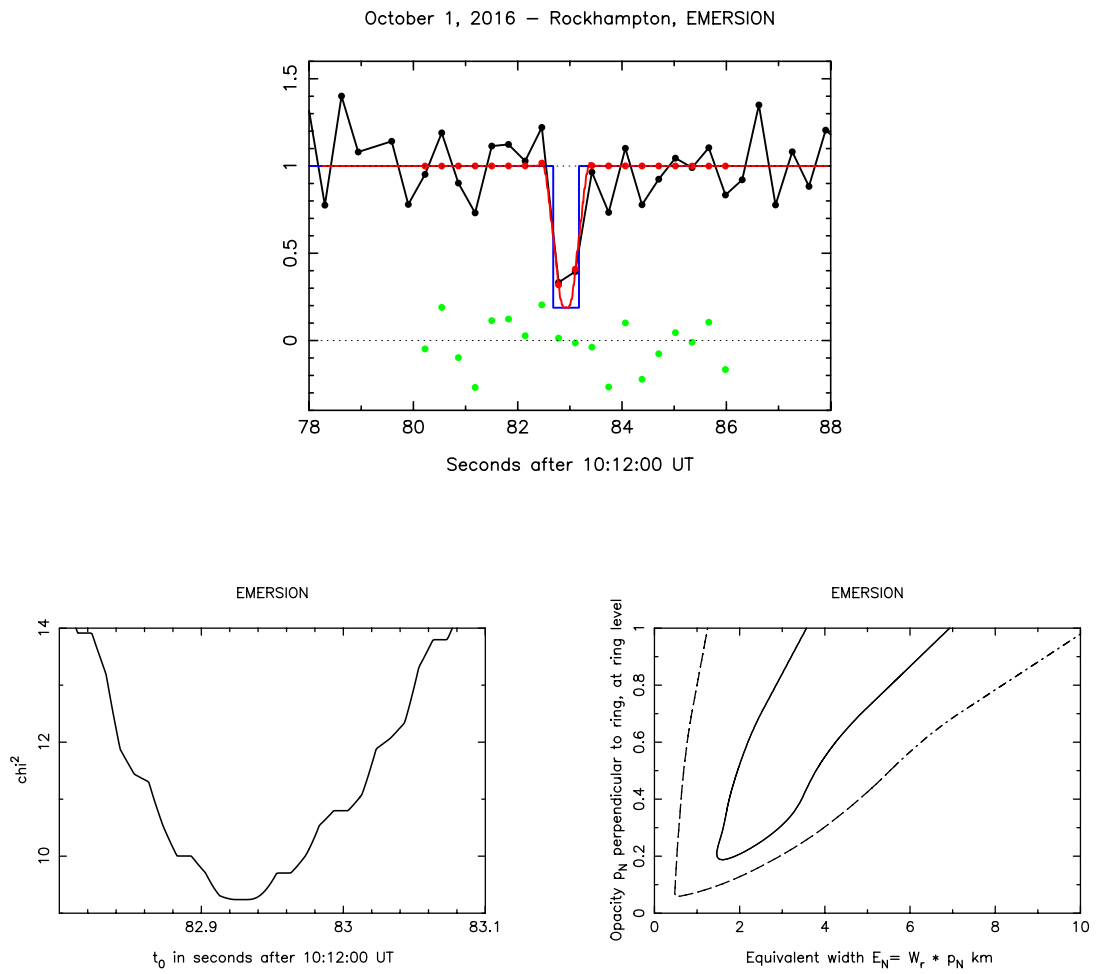 October 1, 2016 – Rockhampton, EMERSION
1.5
1
0.5
0
78 80 82 84 86 88
Seconds after 10:12:00 UT
EMERSION
14
12
10
chi²
82.9 83 83.1
t₀ in seconds after 10:12:00 UT
EMERSION
Opacity p_N perpendicular to ring, at ring level
1
0.8
0.6
0.4
0.2
0
0 2 4 6 8 10
Equivalent width E_N= W_r * p_N km